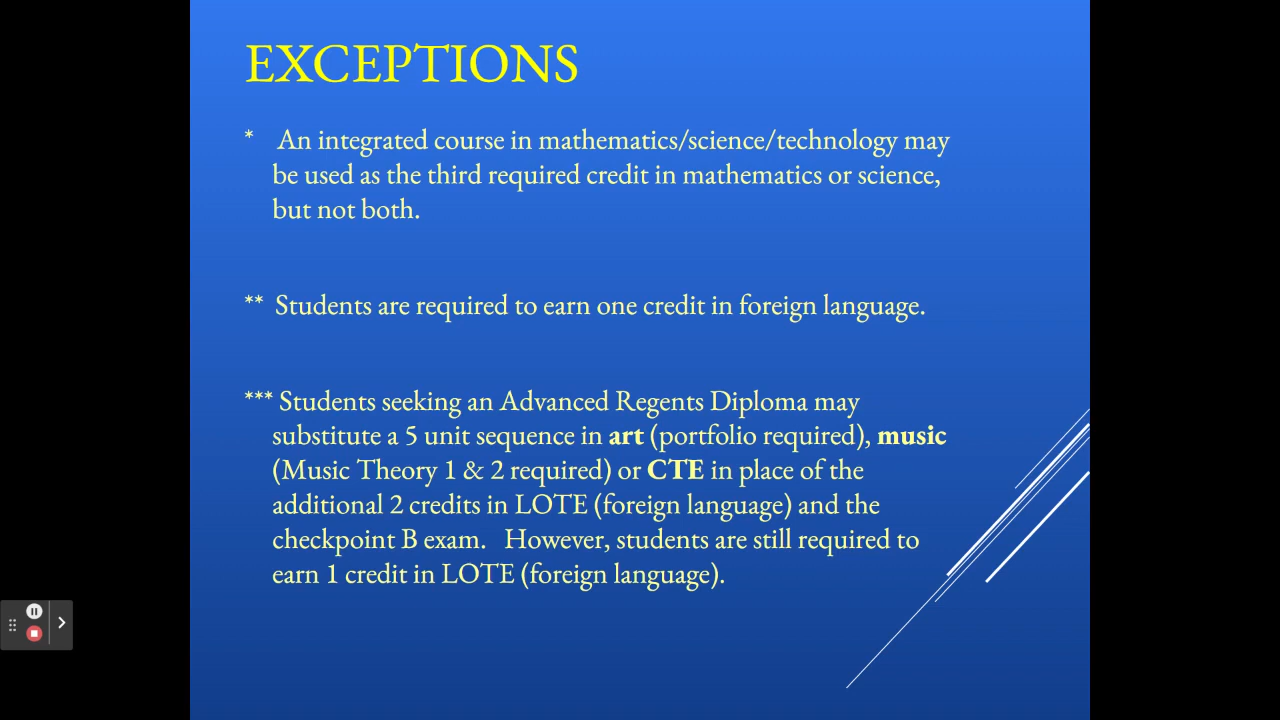 EXCEPTIONS
* An integrated course in mathematics/science/technology may
be used as the third required credit in mathematics or science,
but not both.
** Students are required to earn one credit in foreign language.
*** Students seeking an Advanced Regents Diploma may
substitute a 5 unit sequence in art (portfolio required), music
(Music Theory 1 & 2 required) or CTE in place of the
additional 2 credits in LOTE (foreign language) and the
checkpoint B exam. However, students are still required to
earn 1 credit in LOTE (foreign language).